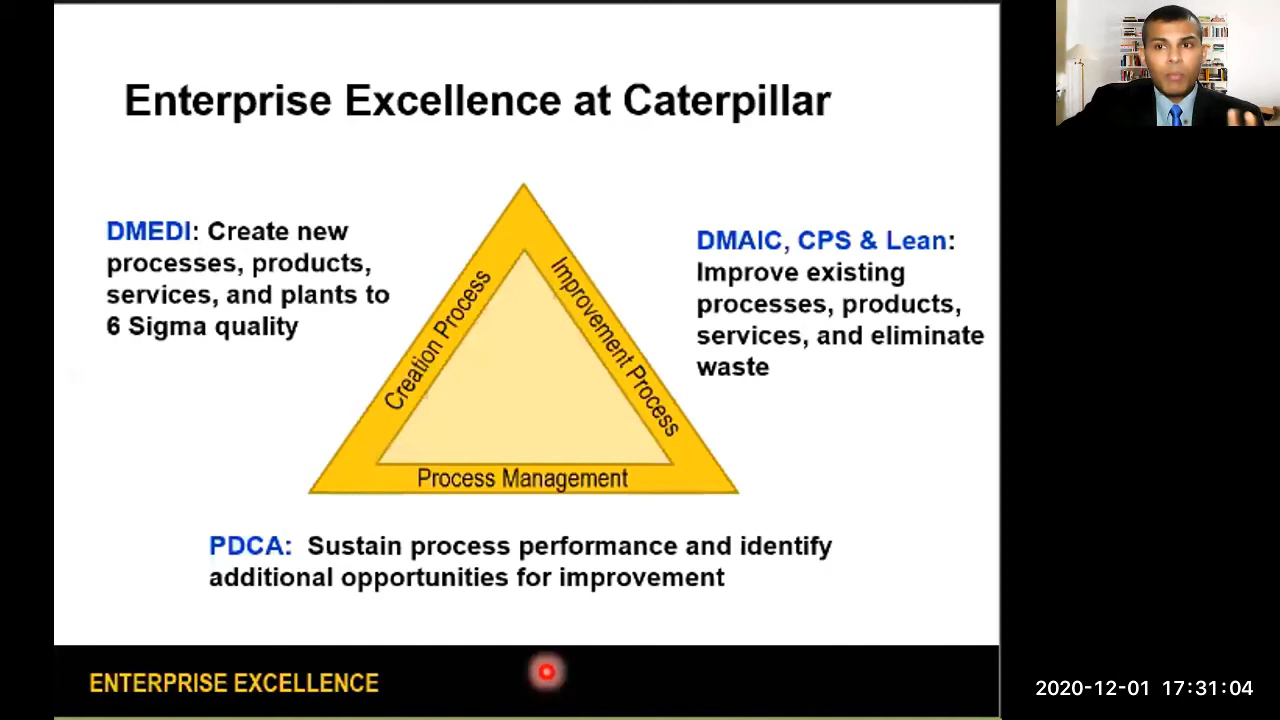 Enterprise Excellence at Caterpillar
DMEDI: Create new
processes, products,
services, and plants to
6 Sigma quality
Creation Process
Improvement Process
DMAIC, CPS & Lean:
Improve existing
processes, products,
services, and eliminate
waste
Process Management
PDCA: Sustain process performance and identify
additional opportunities for improvement
ENTERPRISE EXCELLENCE
2020-12-01 17:31:04